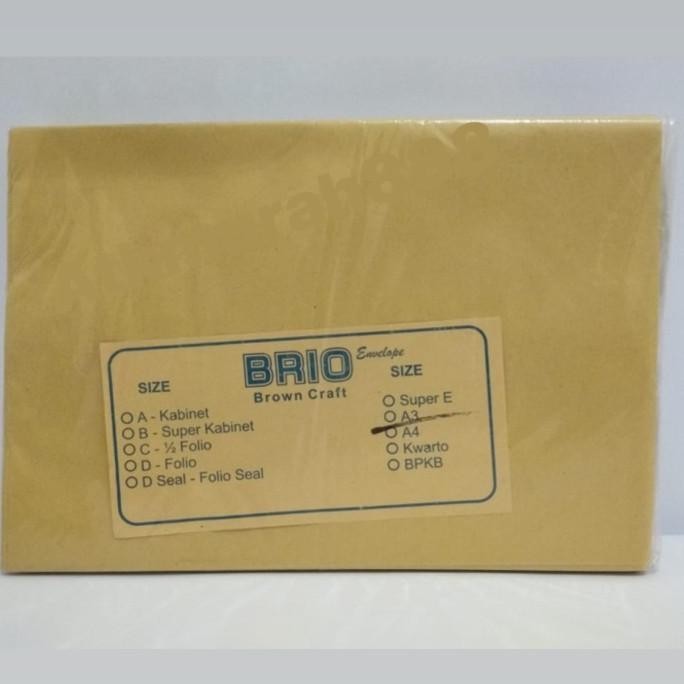 BRIO Envelope
Brown Craft
SIZE
A - Kabinet
B - Super Kabinet
C - ½ Folio
D - Folio
D Seal - Folio Seal
SIZE
Super E
A3
A4
Kwarto
BPKB